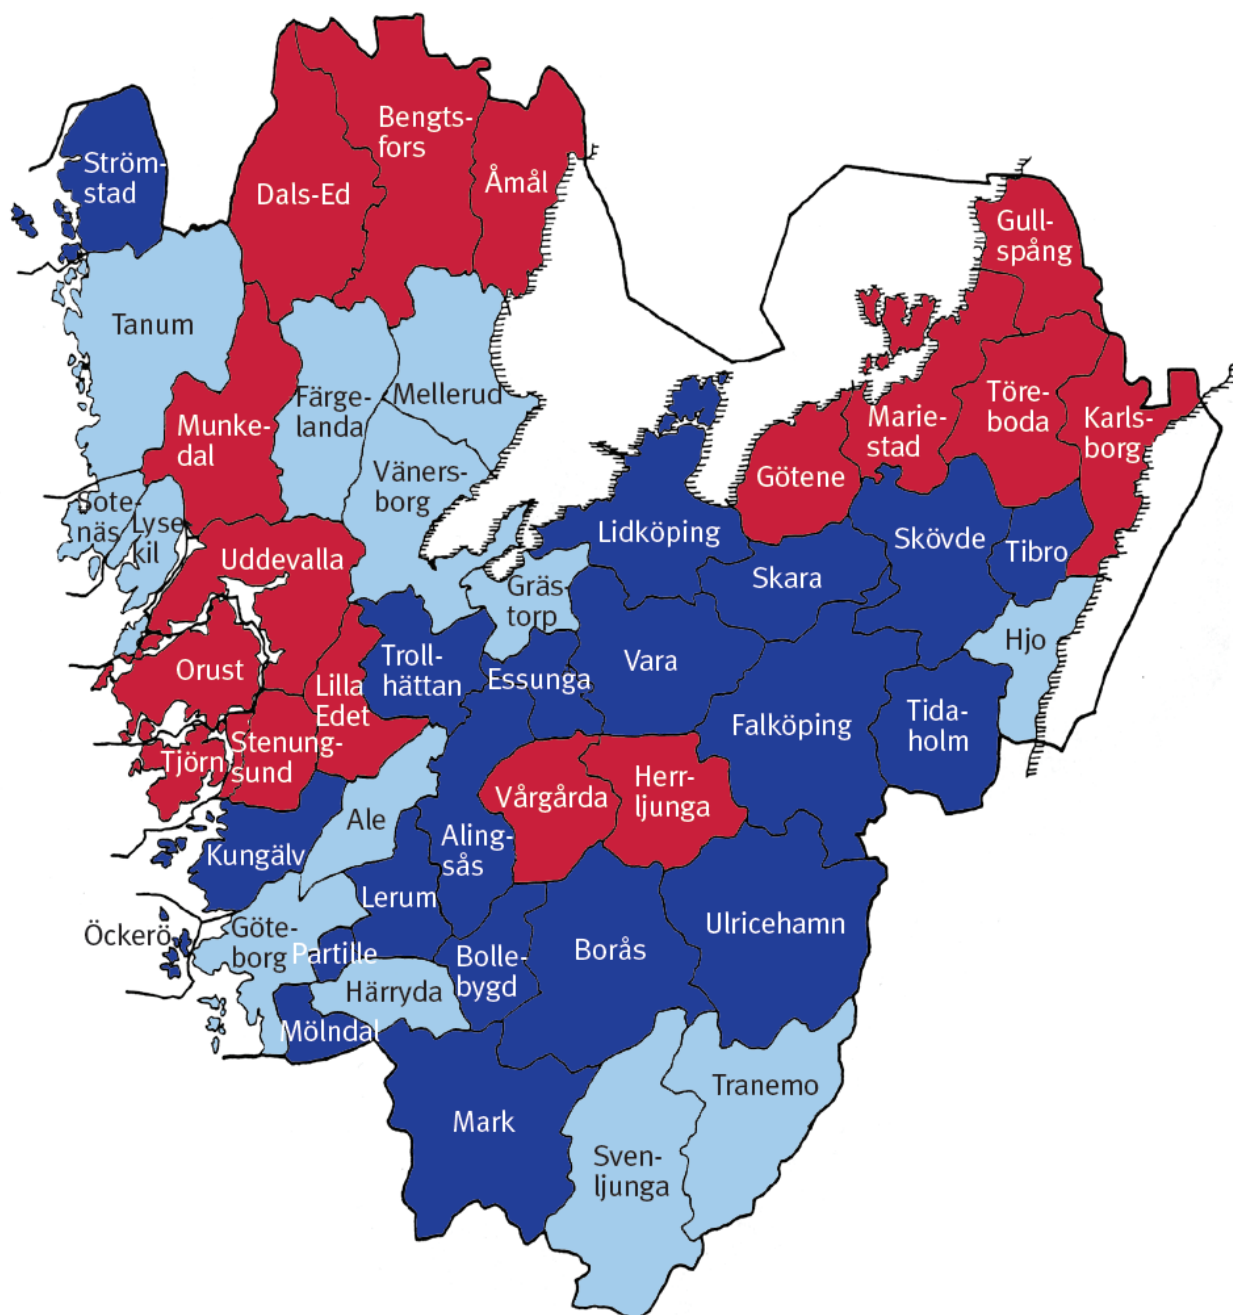 Bengts-
fors
Ström-
stad
Åmål
Dals-Ed
Gull-
spång
Tanum
Färge-
landa
Mellerud
Töre-
boda
Karls-
borg
Marie-
stad
Munke-
dal
Götene
Väners-
borg
Sote-
näs
Lyse
kil
Lidköping
Skövde
Tibro
Uddevalla
Skara
Gräs-
torp
Hjo
Orust
Troll-
hättan
Essunga
Vara
Lilla
Edet
Falköping
Tida-
holm
Tjörn
Stenung-
sund
Herr-
ljunga
Vårgårda
Ale
Aling-
sås
Kungälv
Lerum
Ulricehamn
Öckerö
Göte-
borg
Partille
Bolle-
bygd
Borås
Härryda
Mölndal
Tranemo
Mark
Sven-
ljunga